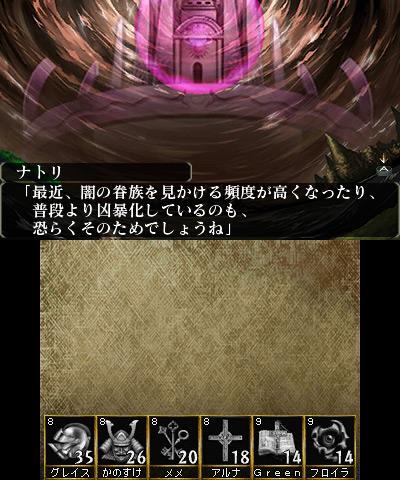 ナトリ
「最近、闇の眷族を見かける頻度が高くなったり、
普段より凶暴化しているのも、
恐らくそのためでしょうね」
8 8 8 8 9 9
35 26 20 18 14 14
グレイス かのすけ メメ アルナ Green フロイラ